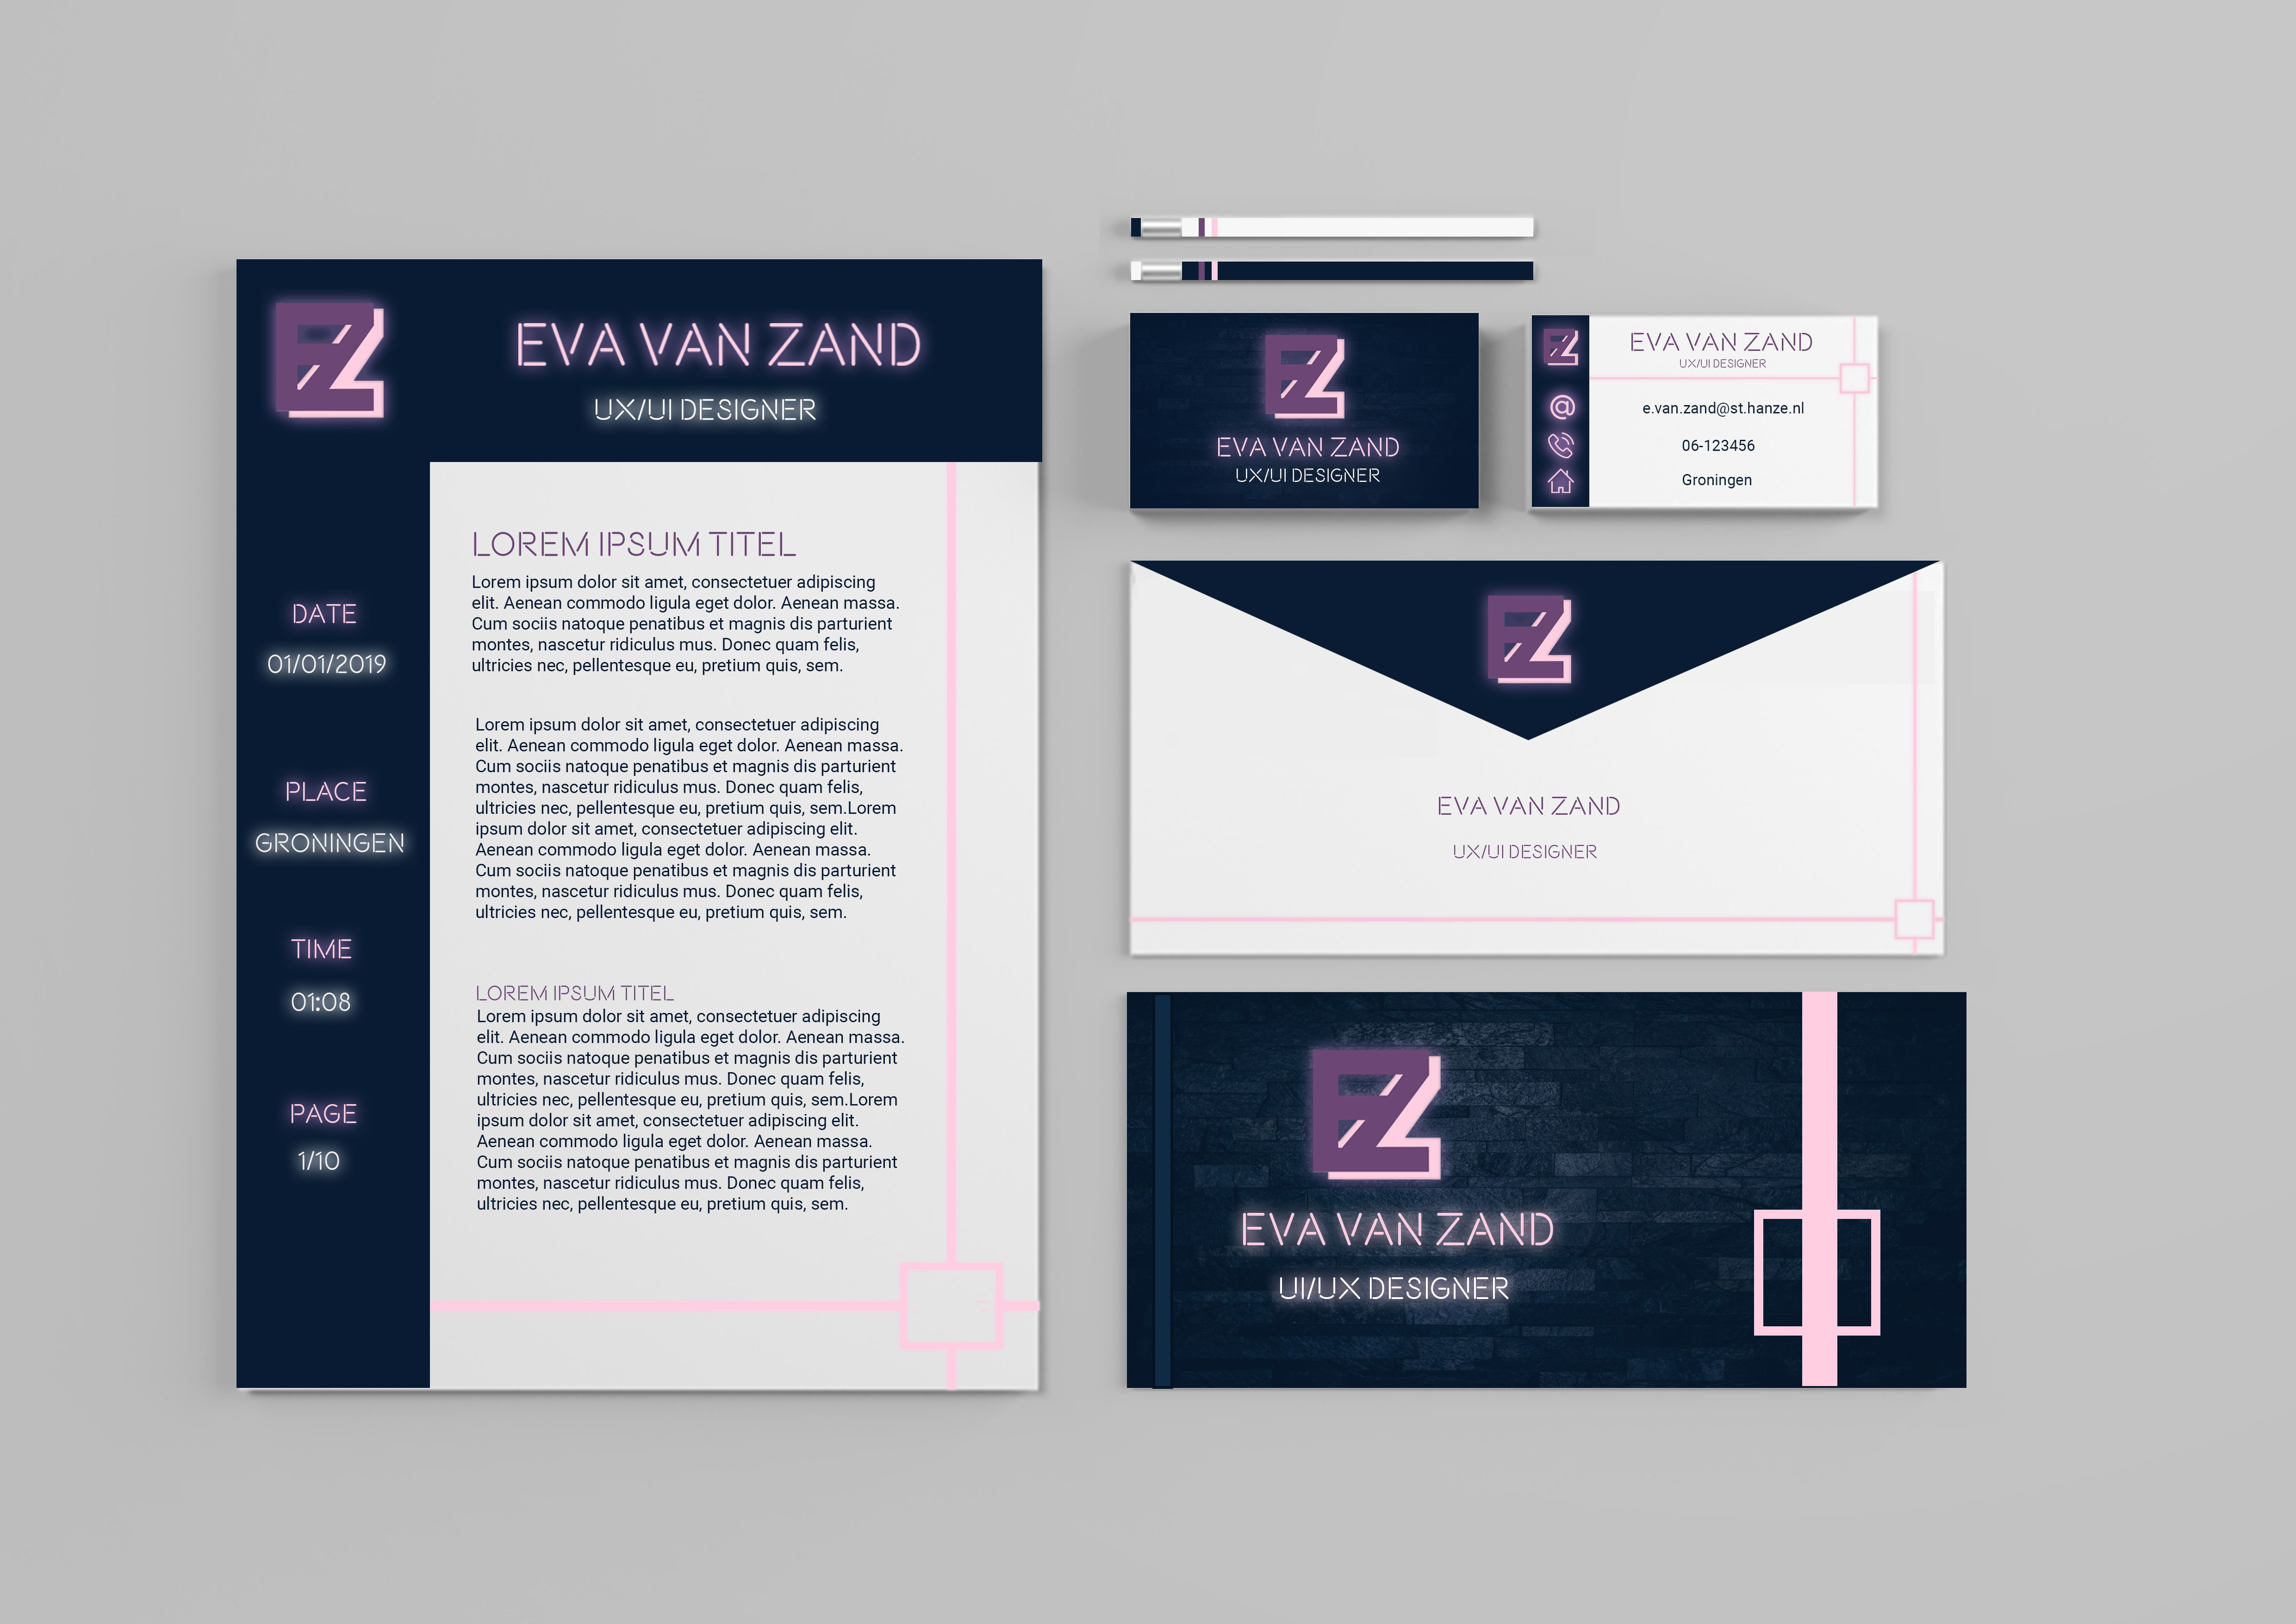 EZ
EVA VAN ZAND
UX/UI DESIGNER
DATE
01/01/2019
PLACE
GRONINGEN
TIME
01:08
PAGE
1/10
LOREM IPSUM TITEL
Lorem ipsum dolor sit amet, consectetuer adipiscing
elit. Aenean commodo ligula eget dolor. Aenean massa.
Cum sociis natoque penatibus et magnis dis parturient
montes, nascetur ridiculus mus. Donec quam felis,
ultricies nec, pellentesque eu, pretium quis, sem.
Lorem ipsum dolor sit amet, consectetuer adipiscing
elit. Aenean commodo ligula eget dolor. Aenean massa.
Cum sociis natoque penatibus et magnis dis parturient
montes, nascetur ridiculus mus. Donec quam felis,
ultricies nec, pellentesque eu, pretium quis, sem.Lorem
ipsum dolor sit amet, consectetuer adipiscing elit.
Aenean commodo ligula eget dolor. Aenean massa.
Cum sociis natoque penatibus et magnis dis parturient
montes, nascetur ridiculus mus. Donec quam felis,
ultricies nec, pellentesque eu, pretium quis, sem.
LOREM IPSUM TITEL
Lorem ipsum dolor sit amet, consectetuer adipiscing
elit. Aenean commodo ligula eget dolor. Aenean massa.
Cum sociis natoque penatibus et magnis dis parturient
montes, nascetur ridiculus mus. Donec quam felis,
ultricies nec, pellentesque eu, pretium quis, sem.Lorem
ipsum dolor sit amet, consectetuer adipiscing elit.
Aenean commodo ligula eget dolor. Aenean massa.
Cum sociis natoque penatibus et magnis dis parturient
montes, nascetur ridiculus mus. Donec quam felis,
ultricies nec, pellentesque eu, pretium quis, sem.
EZ
EVA VAN ZAND
UX/UI DESIGNER
EZ
EVA VAN ZAND
UX/UI DESIGNER
@
e.van.zand@st.hanze.nl
06-123456
Groningen
EZ
EVA VAN ZAND
UX/UI DESIGNER
EZ
EVA VAN ZAND
UI/UX DESIGNER